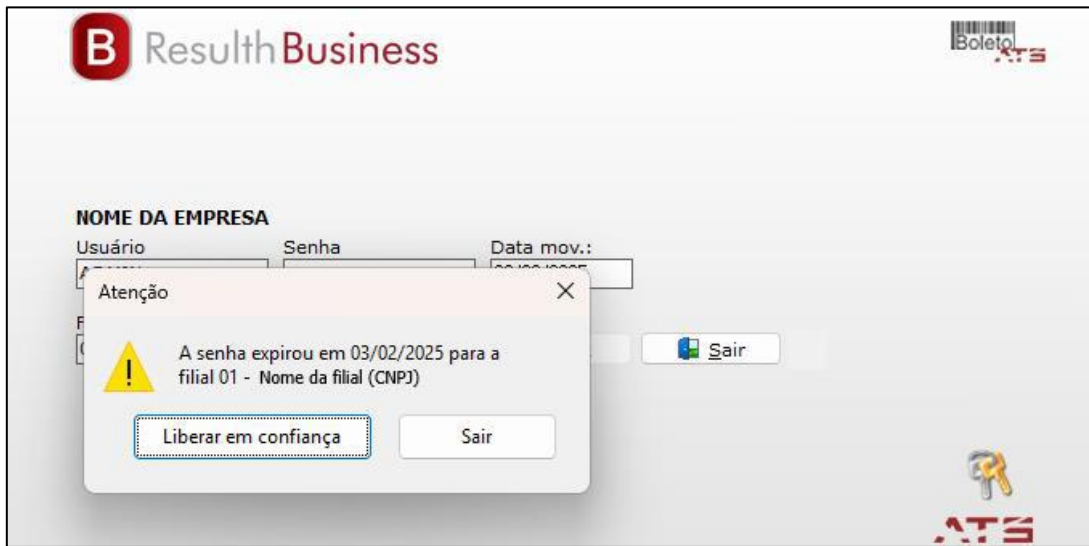 B ResulthBusiness
Boleto
ATS
NOME DA EMPRESA
Usuário Senha Data mov.:
Atenção
A senha expirou em 03/02/2025 para a
filial 01 - Nome da filial (CNPJ)
Sair
Liberar em confiança Sair
ATS